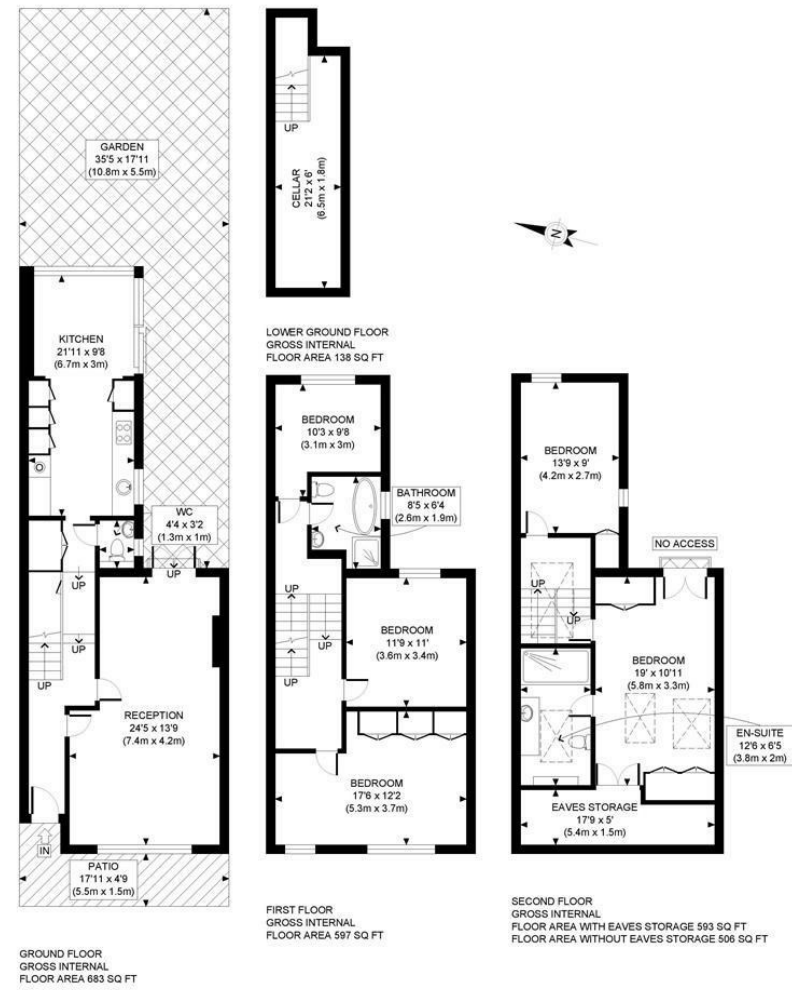 GARDEN
35'5 x 17'11
(10.8m x 5.5m)
KITCHEN
21'11 x 9'8
(6.7m x 3m)
WC
4'4 x 3'2
(1.3m x 1m)
UP
UP
UP
UP
RECEPTION
24'5 x 13'9
(7.4m x 4.2m)
IN
PATIO
17'11 x 4'9
(5.5m x 1.5m)
GROUND FLOOR
GROSS INTERNAL
FLOOR AREA 683 SQ FT
UP
CELLAR
21'2 x 6'
(6.5m x 1.8m)
LOWER GROUND FLOOR
GROSS INTERNAL
FLOOR AREA 138 SQ FT
N
BEDROOM
10'3 x 9'8
(3.1m x 3m)
BATHROOM
8'5 x 6'4
(2.6m x 1.9m)
UP
UP
UP
BEDROOM
11'9 x 11'
(3.6m x 3.4m)
BEDROOM
17'6 x 12'2
(5.3m x 3.7m)
FIRST FLOOR
GROSS INTERNAL
FLOOR AREA 597 SQ FT
BEDROOM
13'9 x 9'
(4.2m x 2.7m)
NO ACCESS
UP
UP
BEDROOM
19' x 10'11
(5.8m x 3.3m)
EN-SUITE
12'6 x 6'5
(3.8m x 2m)
EAVES STORAGE
17'9 x 5'
(5.4m x 1.5m)
SECOND FLOOR
GROSS INTERNAL
FLOOR AREA WITH EAVES STORAGE 593 SQ FT
FLOOR AREA WITHOUT EAVES STORAGE 506 SQ FT